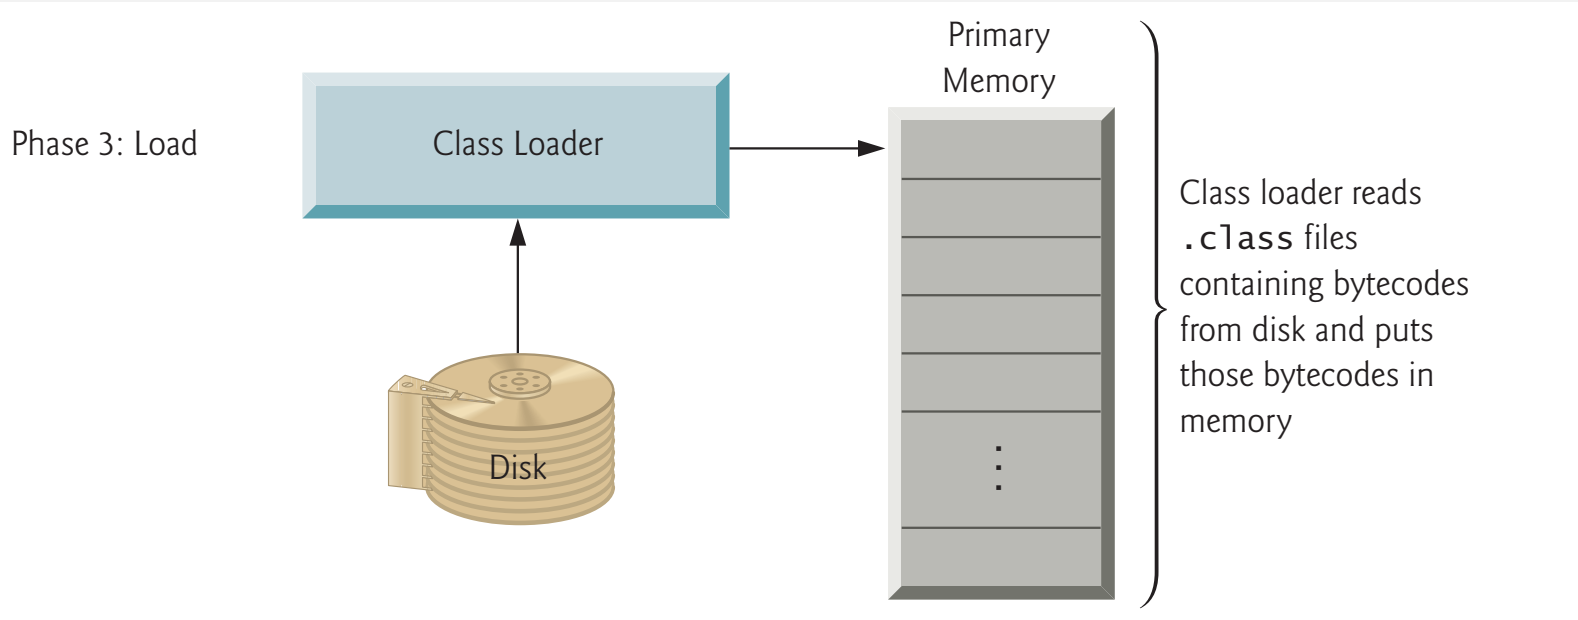 Phase 3: Load
Class Loader
Disk
Primary
Memory
Class loader reads
.class files
containing bytecodes
from disk and puts
those bytecodes in
memory